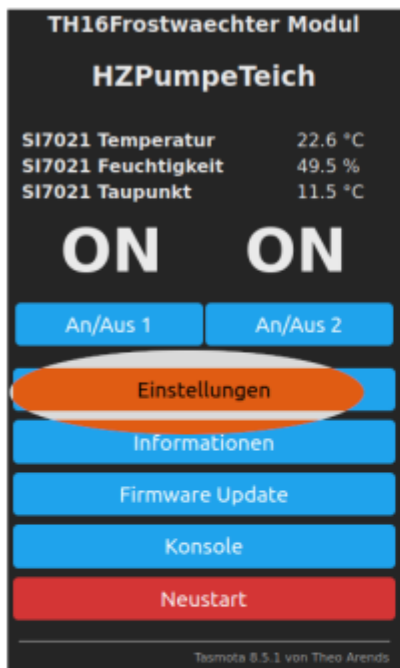 TH16Frostwaechter Modul
HZPumpeTeich
SI7021 Temperatur 22.6 °C
SI7021 Feuchtigkeit 49.5 %
SI7021 Taupunkt 11.5 °C
ON ON
An/Aus 1 An/Aus 2
Einstellungen
Informationen
Firmware Update
Konsole
Neustart
Tasmota 8.5.1 von Theo Arends